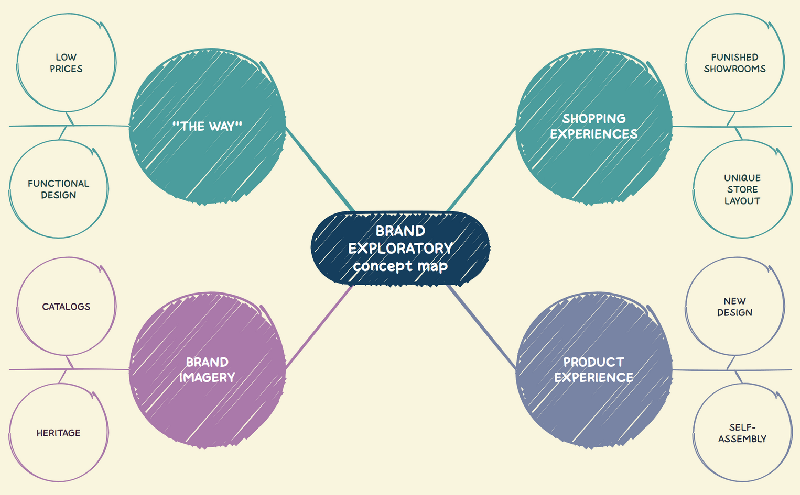 LOW
PRICES
"THE WAY"
FUNCTIONAL
DESIGN
FUNISHED
SHOWROOMS
SHOPPING
EXPERIENCES
UNIQUE
STORE
LAYOUT
BRAND
EXPLORATORY
concept map
CATALOGS
BRAND
IMAGERY
HERITAGE
NEW
DESIGN
PRODUCT
EXPERIENCE
SELF-
ASSEMBLY